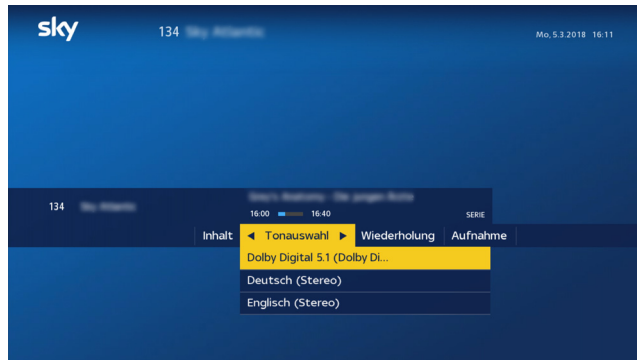 sky
134
Mo, 5.3.2018 16:11
134
16:00 16:40
SERIE
Inhalt ◄ Tonauswahl ► Wiederholung Aufnahme
Dolby Digital 5.1 (Dolby Di...
Deutsch (Stereo)
Englisch (Stereo)